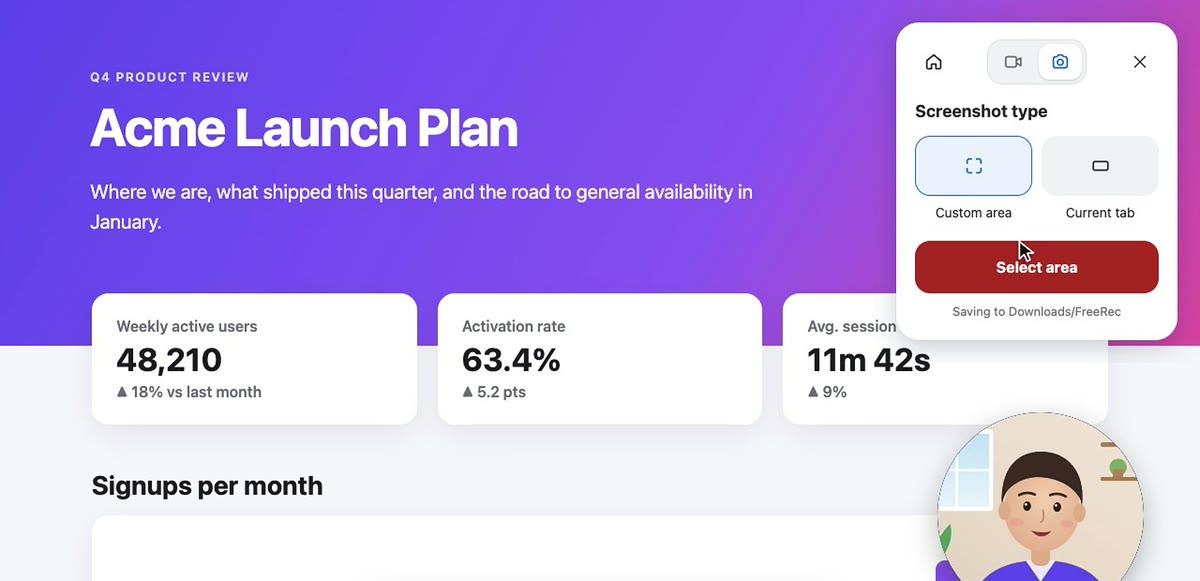 Q4 PRODUCT REVIEW
Acme Launch Plan
Where we are, what shipped this quarter, and the road to general availability in
January.
Screenshot type
Custom area
Current tab
Select area
Saving to Downloads/FreeRec
Weekly active users
48,210
▲ 18% vs last month
Activation rate
63.4%
▲ 5.2 pts
Avg. session
11m 42s
▲ 9%
Signups per month